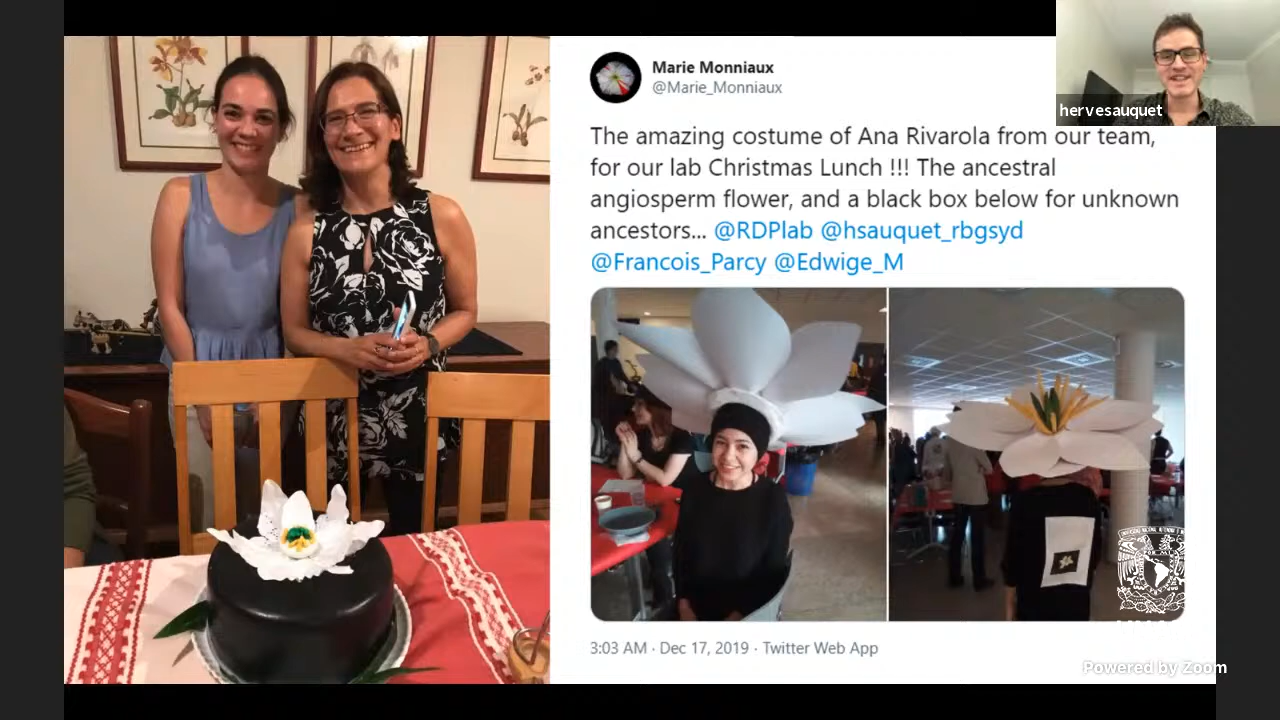 hervesauquet
Marie Monniaux
@Marie_Monniaux
The amazing costume of Ana Rivarola from our team,
for our lab Christmas Lunch !!! The ancestral
angiosperm flower, and a black box below for unknown
ancestors... @RDPlab @hsauquet_rbgsyd
@Francois_Parcy @Edwige_M
3:03 AM · Dec 17, 2019 · Twitter Web App
Powered by Zoom